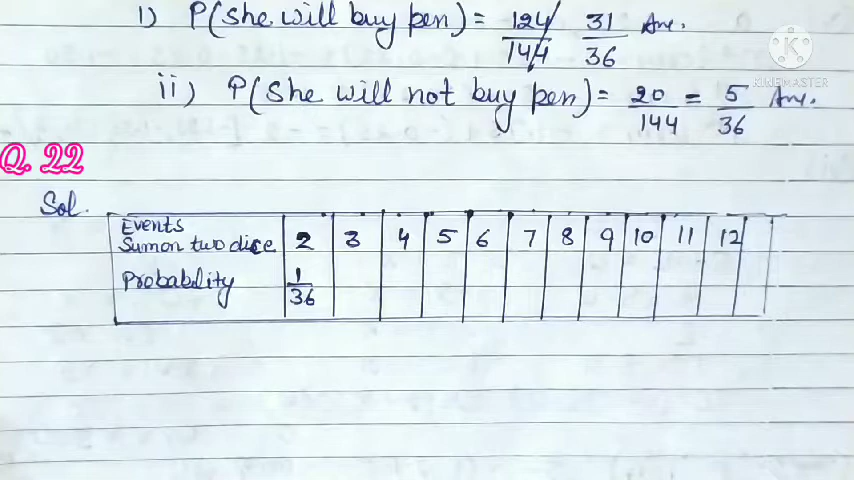 i) P(she will buy pen) = 124/144 31/36 Ans.
KINEMASTER
ii) P(she will not buy pen) = 20/144 = 5/36 Ans.
Q. 22
Sol.
Events
Sum on two dice 2 3 4 5 6 7 8 9 10 11 12
Probability 1/36